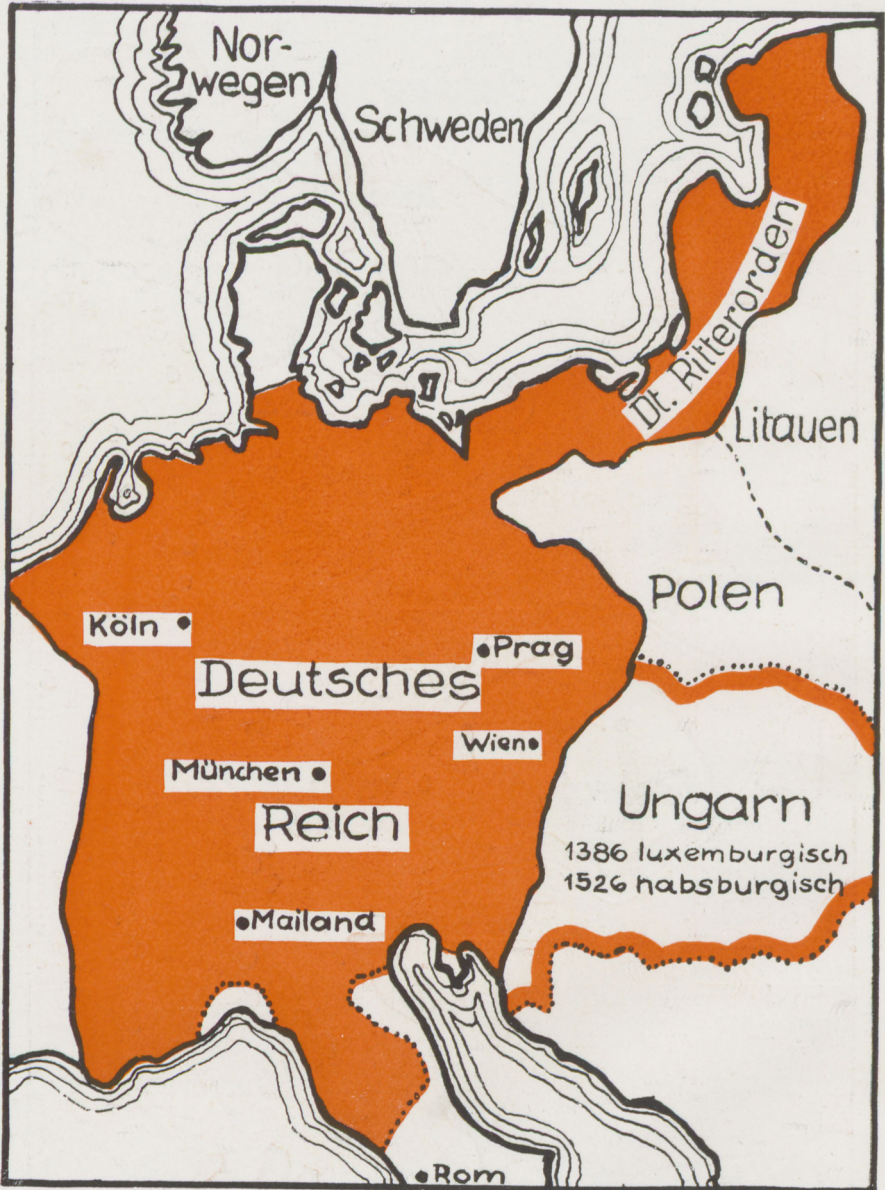 Nor-
wegen
Schweden
Dt. Ritterorden
Litauen
Polen
Köln
Prag
Deutsches
Wien
München
Reich
Ungarn
1386 luxemburgisch
1526 habsburgisch
Mailand
Rom